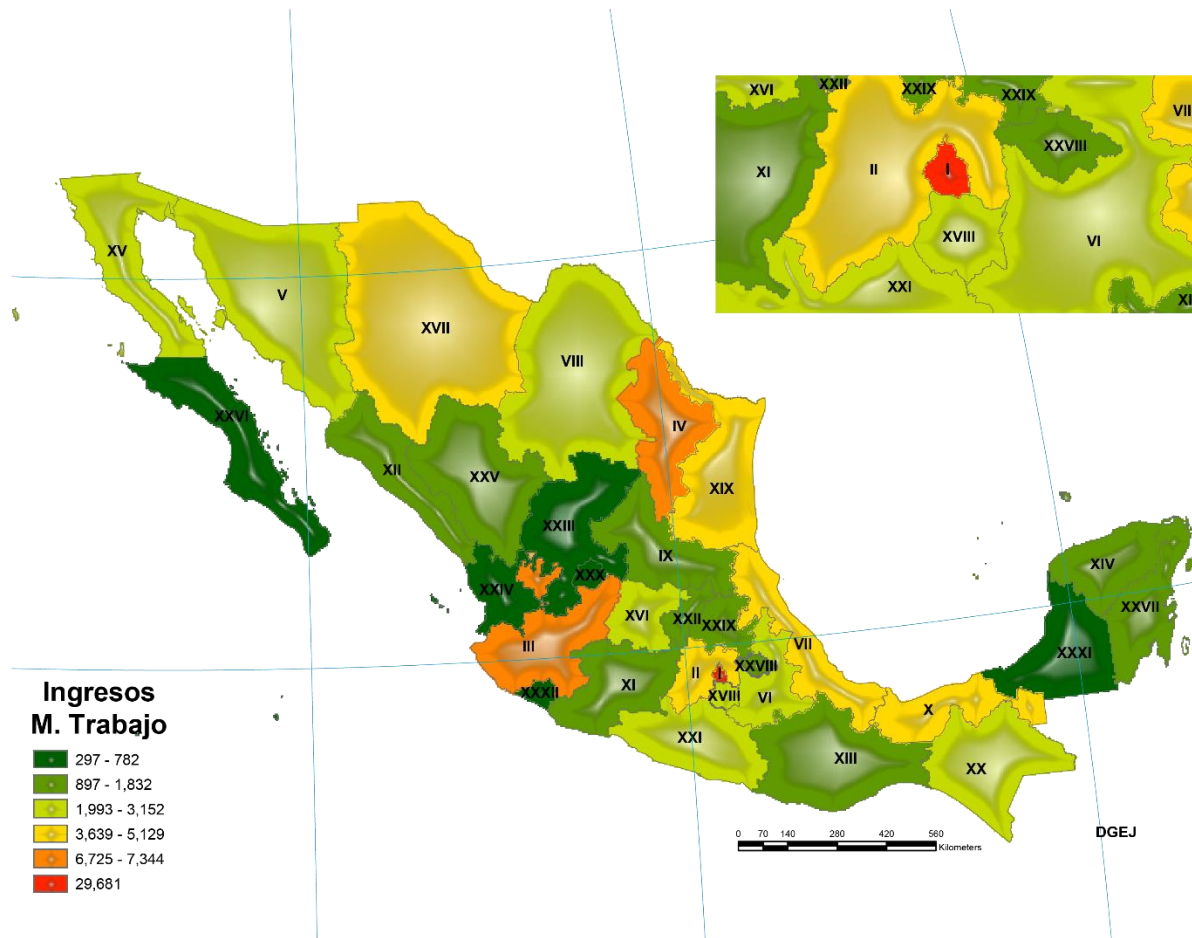 XVI
XXII
XXIX
XXIX
VII
XXVIII
XI
II
I
XVIII
VI
XXI
XI
XV
V
XVII
VIII
XXVI
IV
XII
XXV
XIX
XXIII
IX
XIV
XXX
XXIV
XXVII
XVI
XXII
XXIX
III
VII
XXXI
XXVIII
II
I
XI
XXXII
XVIII
VI
X
XXI
XIII
XX
Ingresos
M. Trabajo
297 - 782
897 - 1,832
1,993 - 3,152
3,639 - 5,129
6,725 - 7,344
29,681
0 70 140 280 420 560
Kilometers
DGEJ